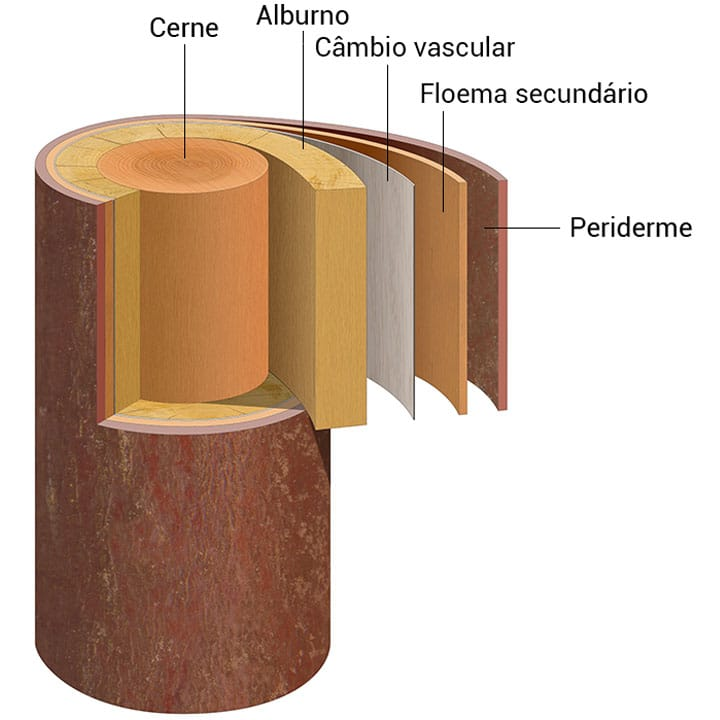 Alburno
Cerne
Câmbio vascular
Floema secundário
Periderme